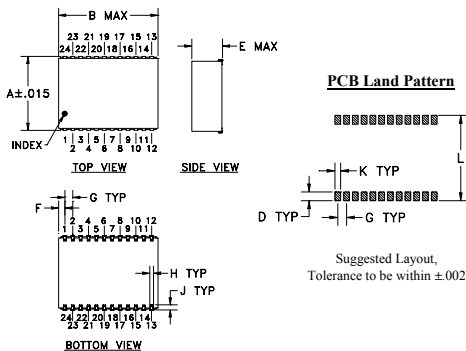 B MAX
23 21 19 17 15 13
24 22 20 18 16 14
E MAX
A±.015
INDEX
1 3 5 7 9 11
2 4 6 8 10 12
TOP VIEW
SIDE VIEW
PCB Land Pattern
K TYP
L
D TYP
G TYP
Suggested Layout,
Tolerance to be within ±.002
G TYP
F
2 4 6 8 10 12
1 3 5 7 9 11
H TYP
J TYP
24 22 20 18 16 14
23 21 19 17 15 13
BOTTOM VIEW